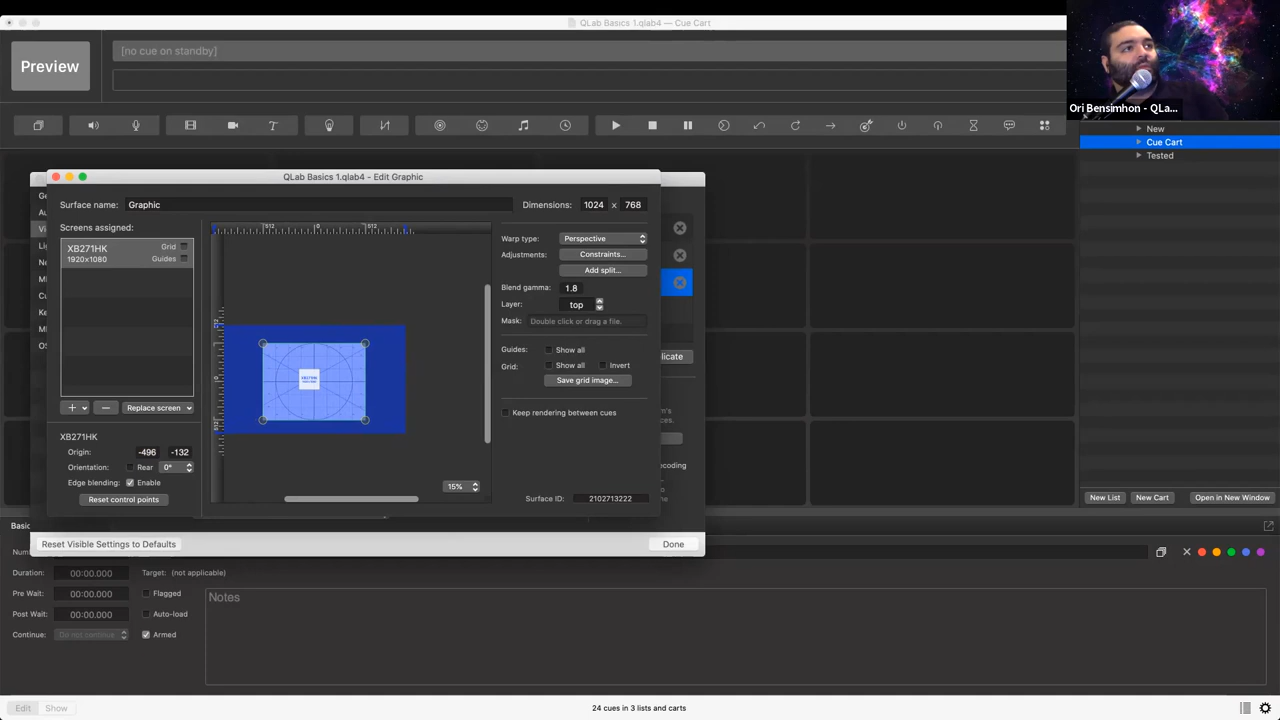 QLab Basics 1.qlab4 — Cue Cart
Preview
[no cue on standby]
Ori Bensimhon - QLa...
New
Cue Cart
Tested
QLab Basics 1.qlab4 - Edit Graphic
Surface name: Graphic
Dimensions: 1024 x 768
Screens assigned:
XB271HK Grid
1920x1080 Guides
512 0 512
Warp type: Perspective
Adjustments: Constraints...
Add split...
Blend gamma: 1.8
Layer: top
Mask: Double click or drag a file.
Guides: Show all
Grid: Show all Invert
Save grid image...
Keep rendering between cues
Replace screen
XB271HK
Origin: -496 -132
Orientation: Rear 0°
Edge blending: Enable
Reset control points
15%
Surface ID: 2102713222
New List New Cart Open in New Window
Reset Visible Settings to Defaults
Done
Basic
Duration: 00:00.000 Target: (not applicable)
Pre Wait: 00:00.000 Flagged
Notes
Post Wait: 00:00.000 Auto-load
Continue: Do not continue Armed
Edit Show
24 cues in 3 lists and carts